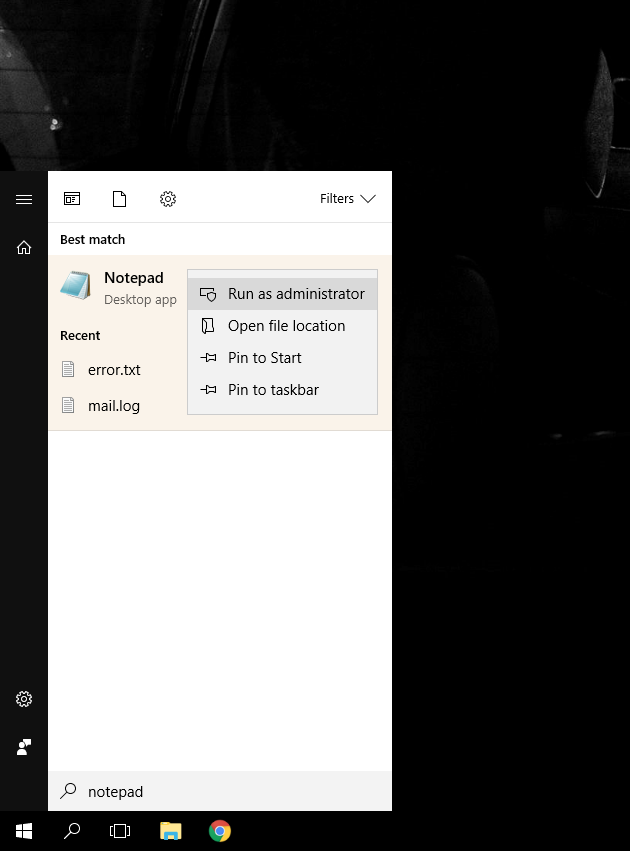 Filters
Best match
Notepad
Desktop app
Run as administrator
Open file location
Pin to Start
Pin to taskbar
Recent
error.txt
mail.log
notepad